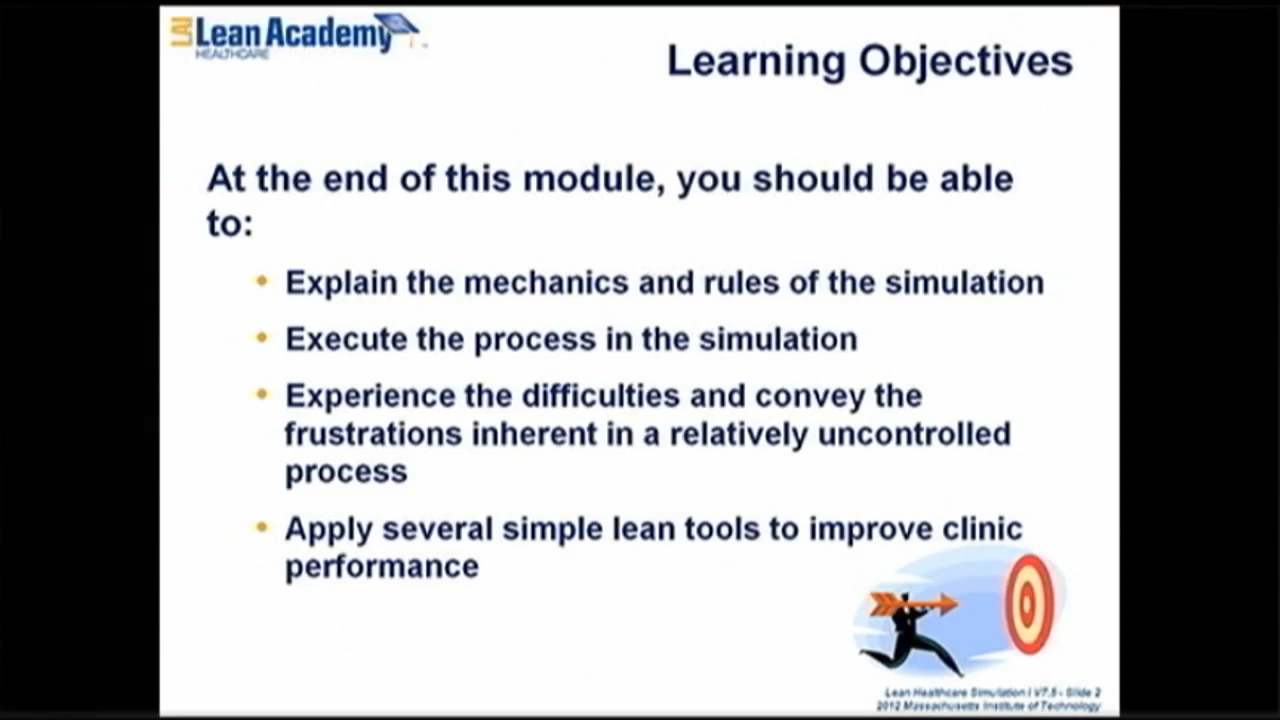 LAI Lean Academy
HEALTHCARE
Learning Objectives
At the end of this module, you should be able
to:
• Explain the mechanics and rules of the simulation
• Execute the process in the simulation
• Experience the difficulties and convey the
frustrations inherent in a relatively uncontrolled
process
• Apply several simple lean tools to improve clinic
performance
Lean Healthcare Simulation I V7.6 - Slide 2
2012 Massachusetts Institute of Technology